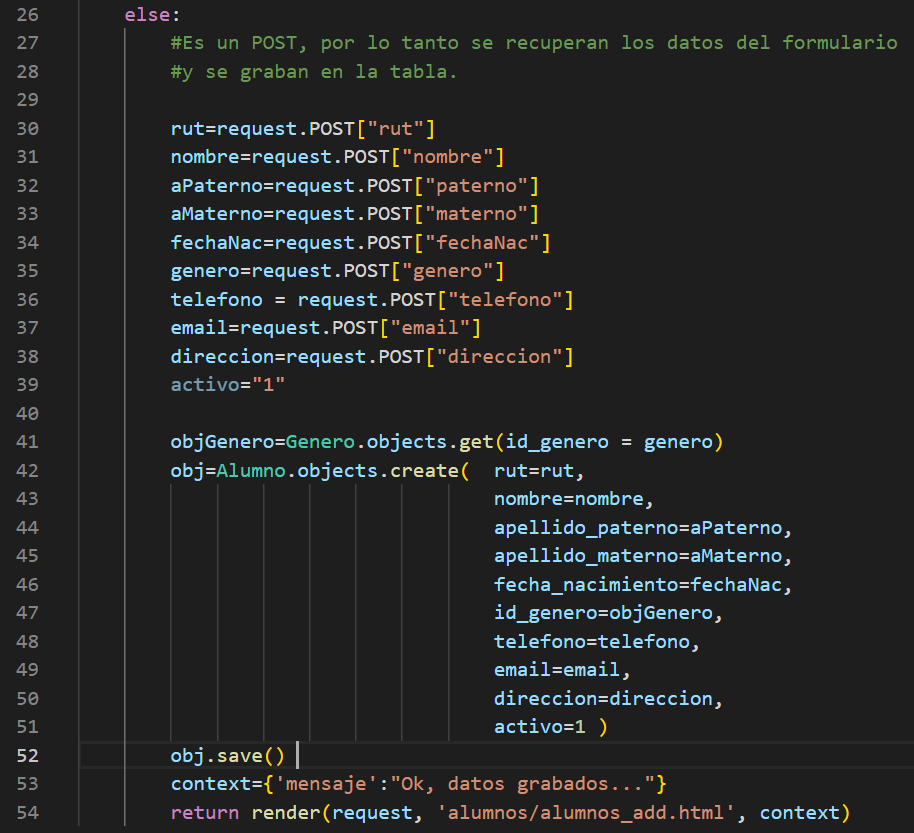 26 else:
27 #Es un POST, por lo tanto se recuperan los datos del formulario
28 #y se graban en la tabla.
29
30 rut=request.POST["rut"]
31 nombre=request.POST["nombre"]
32 aPaterno=request.POST["paterno"]
33 aMaterno=request.POST["materno"]
34 fechaNac=request.POST["fechaNac"]
35 genero=request.POST["genero"]
36 telefono = request.POST["telefono"]
37 email=request.POST["email"]
38 direccion=request.POST["direccion"]
39 activo="1"
40
41 objGenero=Genero.objects.get(id_genero = genero)
42 obj=Alumno.objects.create(  rut=rut,
43 nombre=nombre,
44 apellido_paterno=aPaterno,
45 apellido_materno=aMaterno,
46 fecha_nacimiento=fechaNac,
47 id_genero=objGenero,
48 telefono=telefono,
49 email=email,
50 direccion=direccion,
51 activo=1 )
52 obj.save()
53 context={'mensaje':"Ok, datos grabados..."}
54 return render(request, 'alumnos/alumnos_add.html', context)